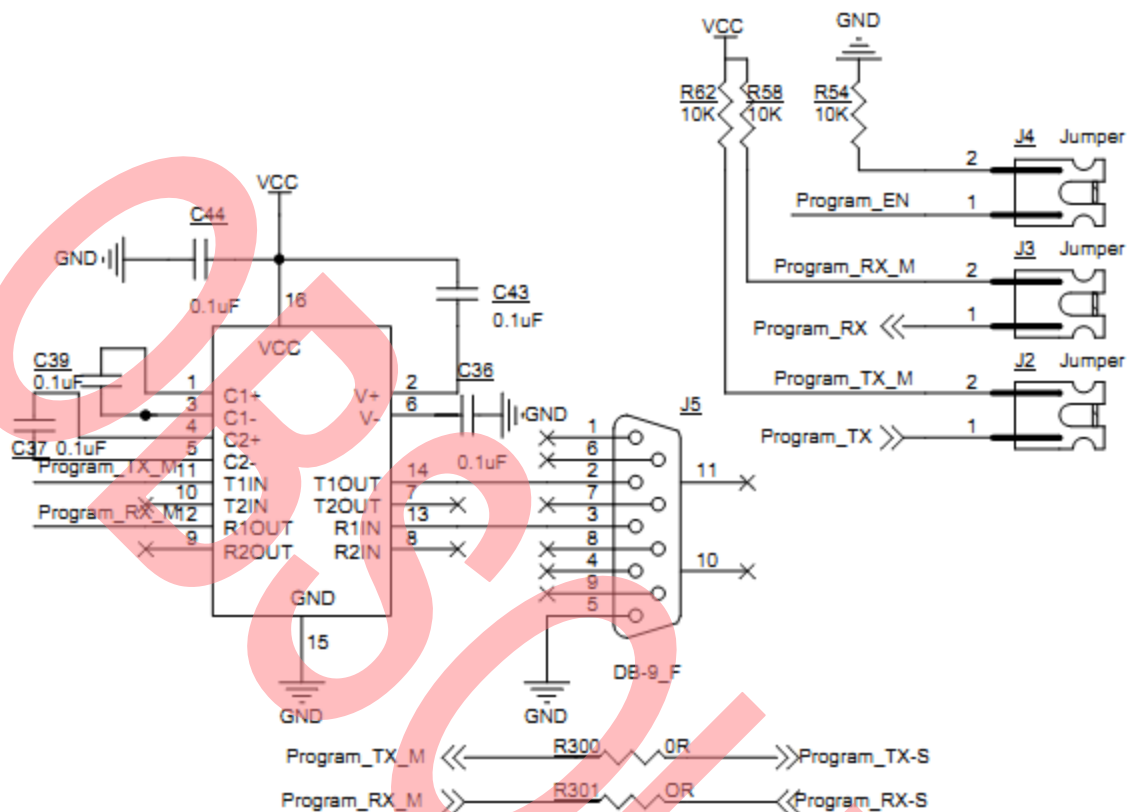 VCC
GND
R62
10K
R58
10K
R54
10K
J4 Jumper
2
Program_EN 1
J3 Jumper
Program_RX_M 2
Program_RX 1
J2 Jumper
Program_TX_M 2
Program_TX 1
VCC
C44
GND
0.1uF
16
C43
0.1uF
VCC
C39
0.1uF
1 C1+
3 C1-
4 C2+
5 C2-
C37 0.1uF
Program_TX_M 11 T1IN
10 T2IN
Program_RX_M 12 R1OUT
9 R2OUT
V+ 2
V- 6
C36
GND
0.1uF
T1OUT 14
T2OUT 7
R1IN 13
R2IN 8
GND
15
GND
J5
1
6
2
7
3
8
4
9
5
11
10
DB-9_F
GND
Program_TX_M R300 0R Program_TX-S
Program_RX_M R301 OR Program_RX-S
OBSOL